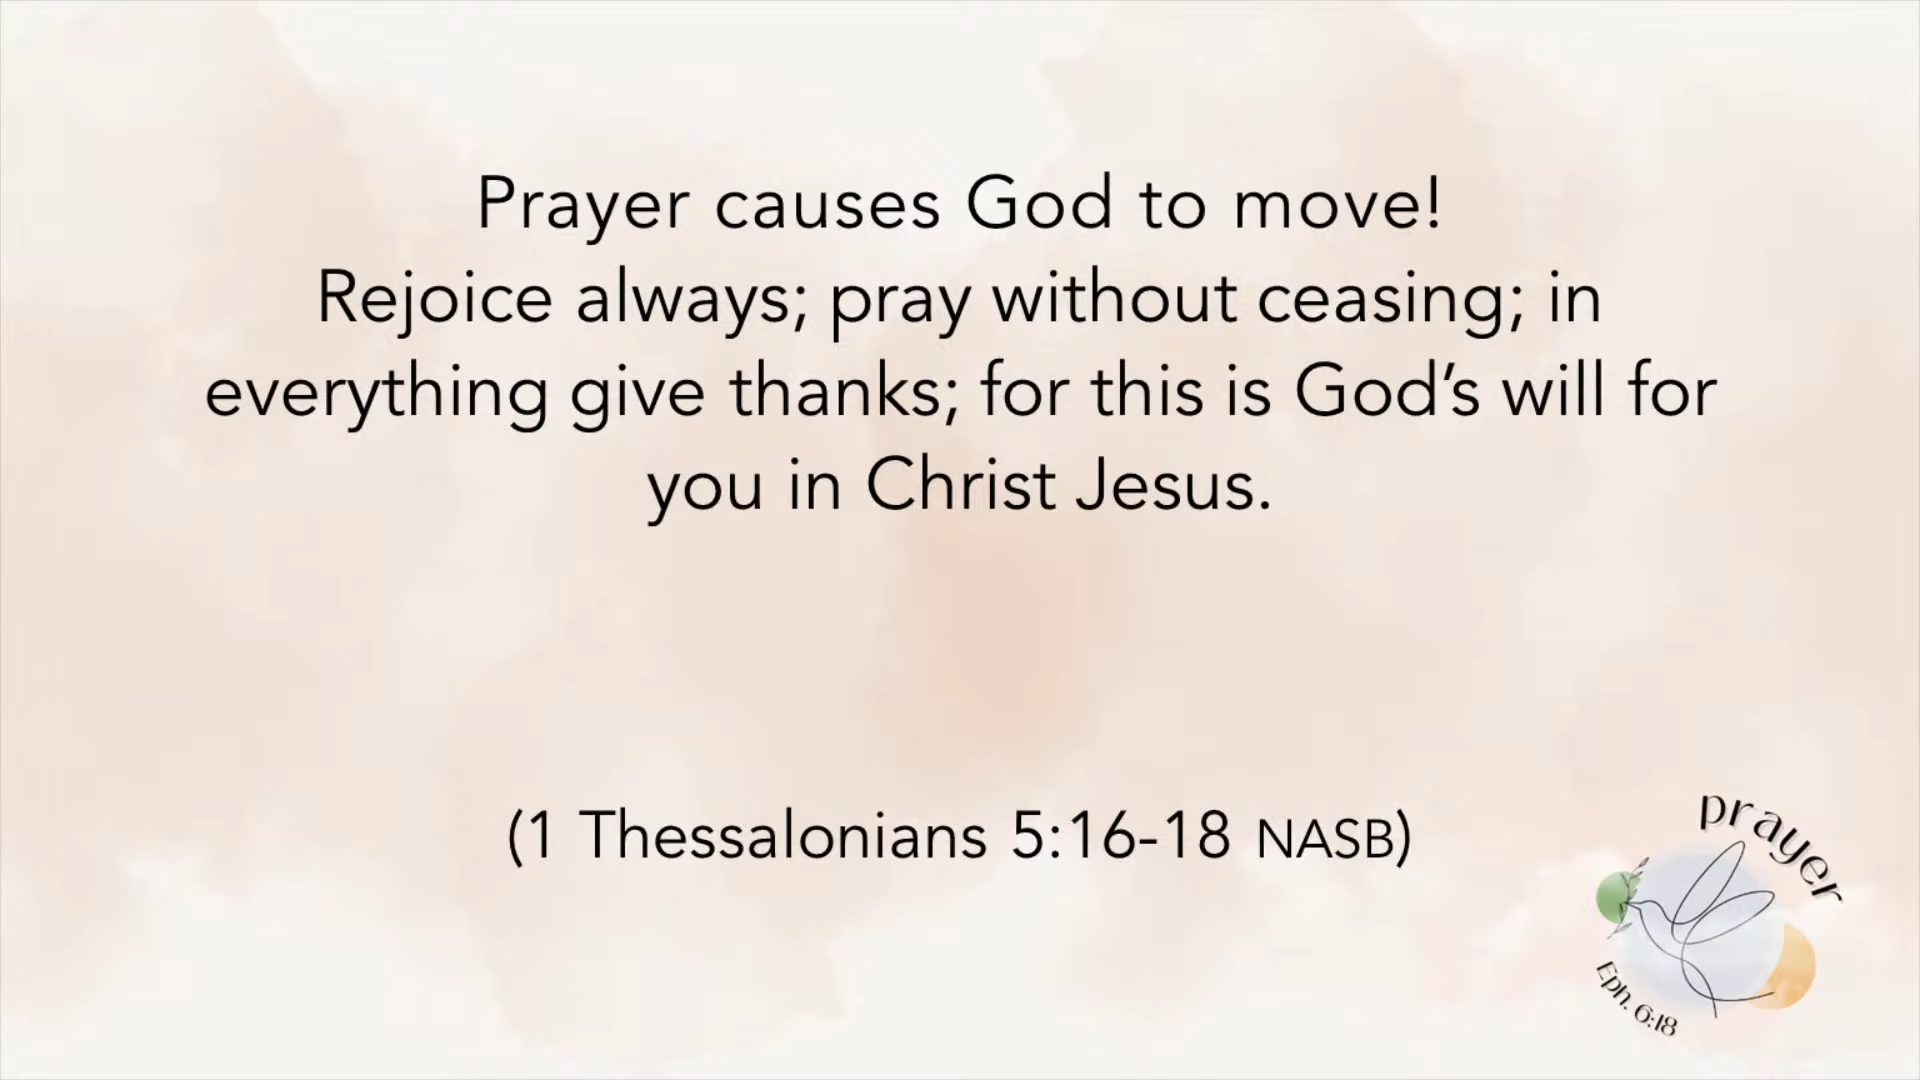 Prayer causes God to move!
Rejoice always; pray without ceasing; in
everything give thanks; for this is God’s will for
you in Christ Jesus.
(1 Thessalonians 5:16-18 NASB)
prayer
Eph. 6:18